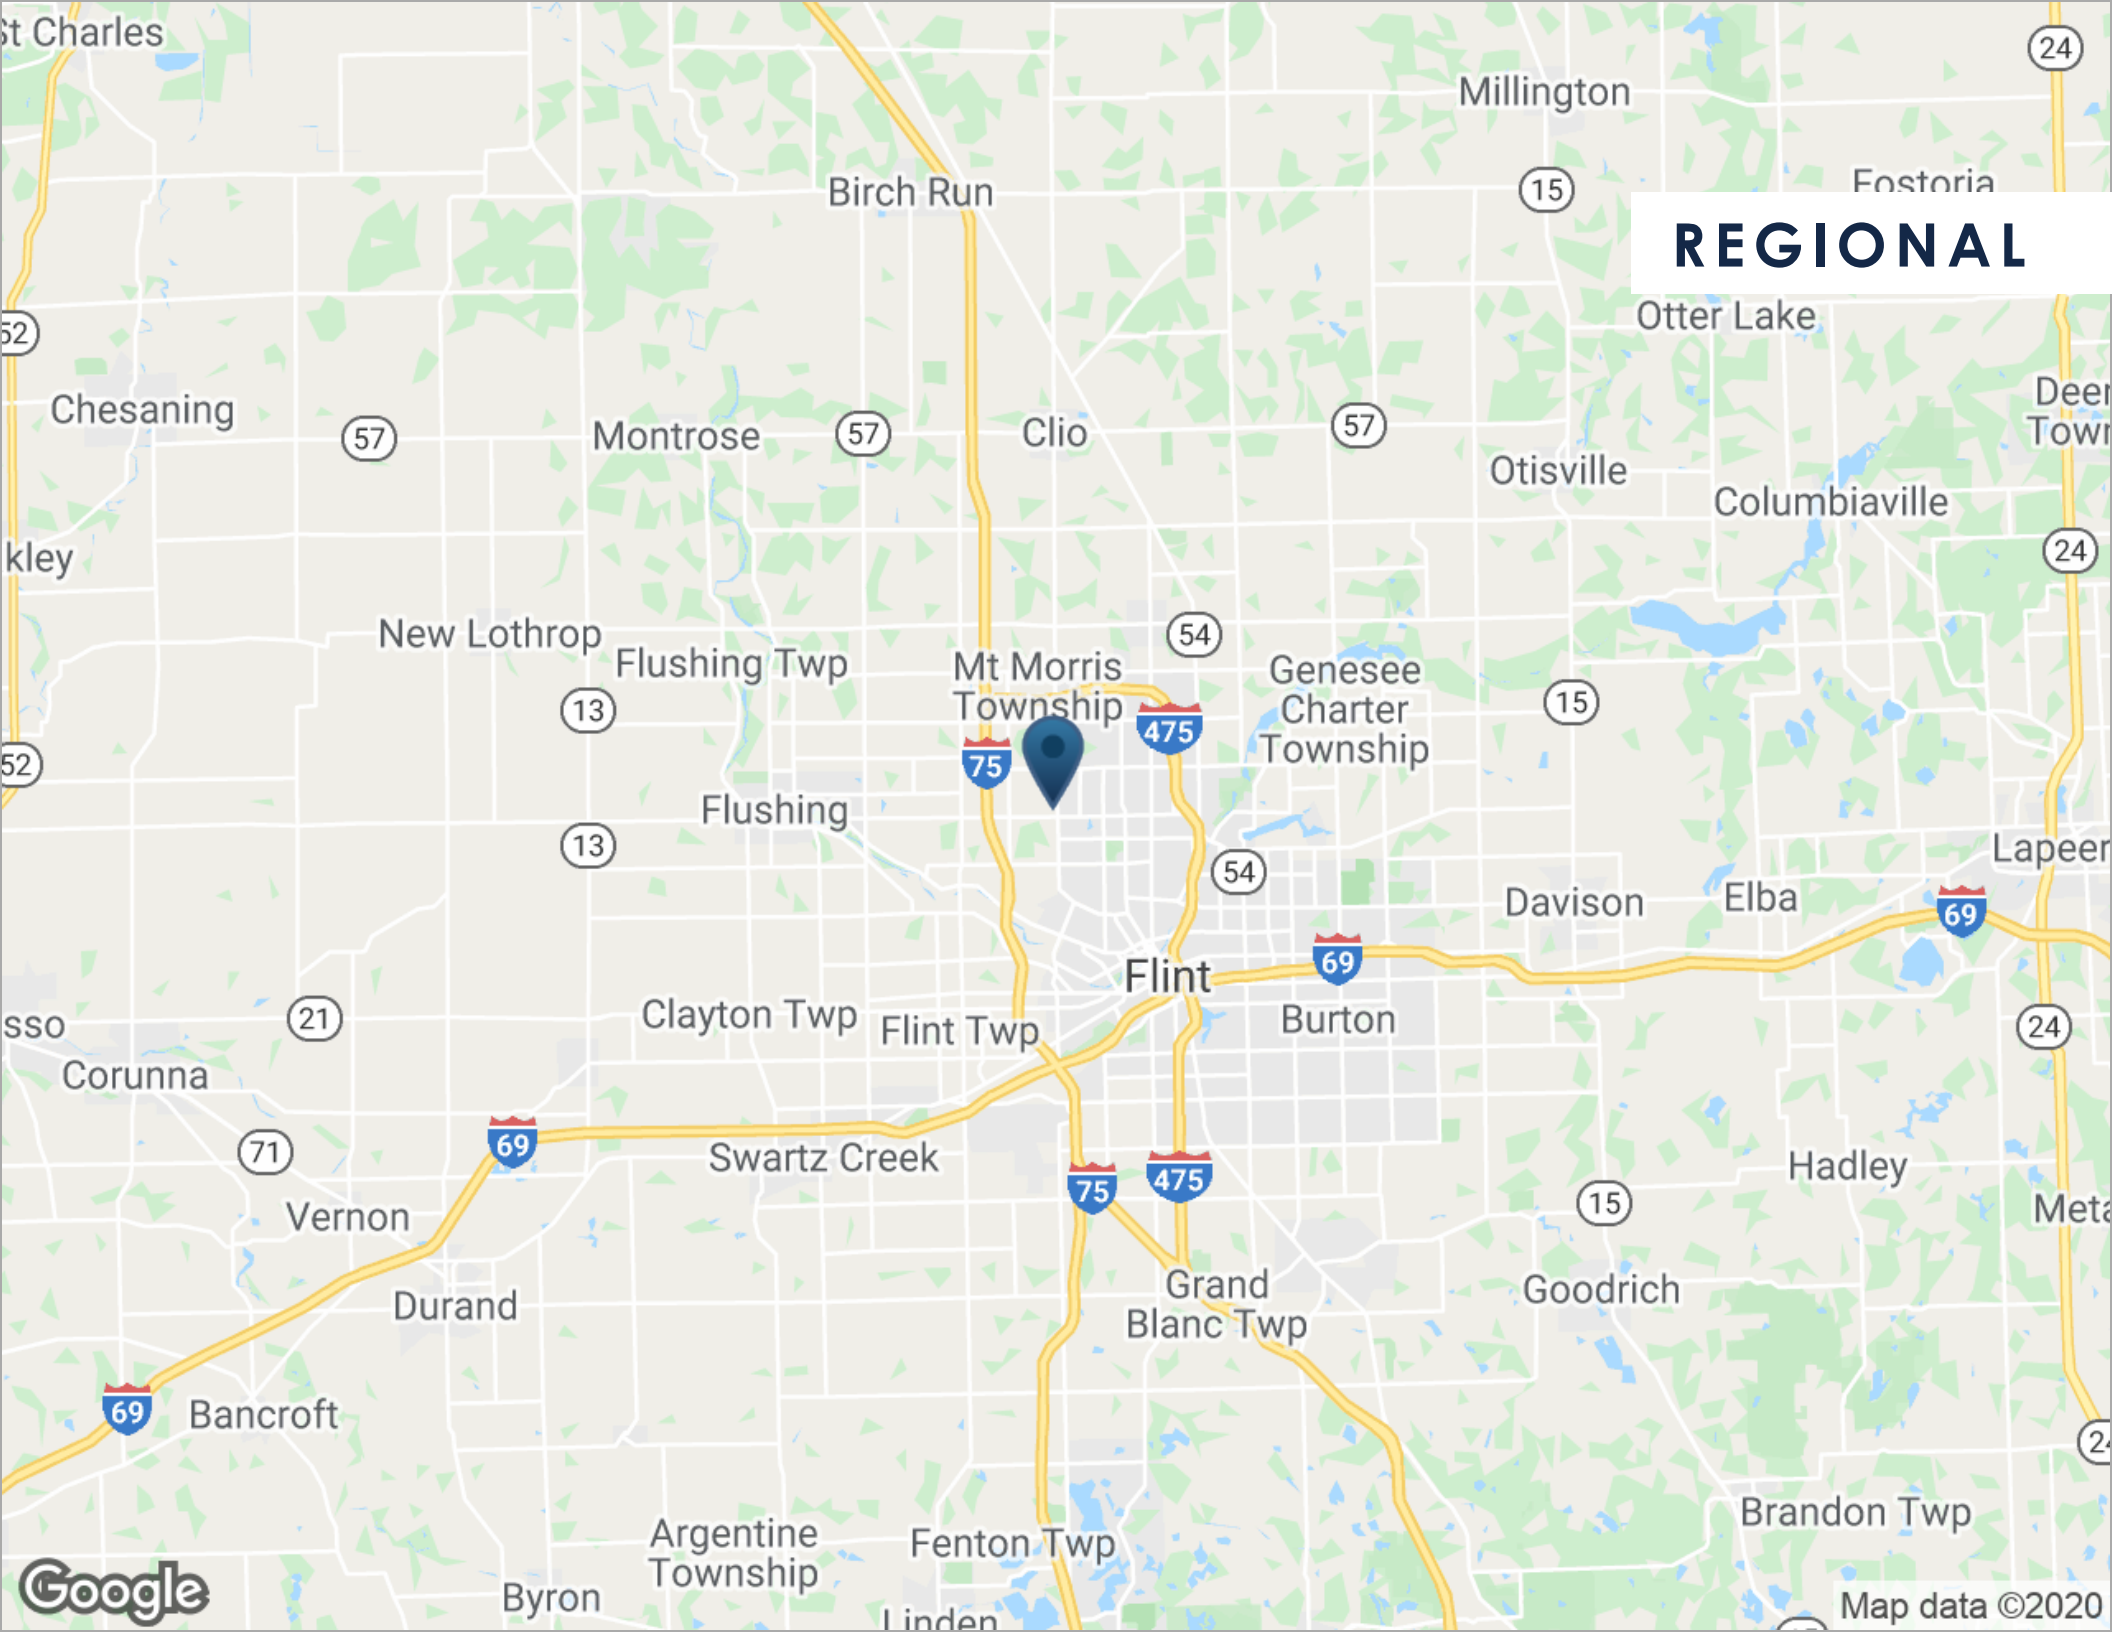 St Charles
24
Millington
Birch Run
15
Fostoria
REGIONAL
52
Otter Lake
Chesaning
57
Montrose
57
Clio
57
Otisville
Columbiaville
24
New Lothrop
Flushing Twp
54
Mt Morris
Township
Genesee
Charter
Township
13
15
475
75
52
Flushing
13
54
Lapeer
Davison
Elba
69
69
Flint
21
Clayton Twp
Flint Twp
Burton
24
Corunna
69
71
Swartz Creek
75
475
Hadley
15
Vernon
Durand
Grand
Blanc Twp
Goodrich
69
Bancroft
Brandon Twp
Argentine
Township
Fenton Twp
Byron
Linden
Google
Map data ©2020